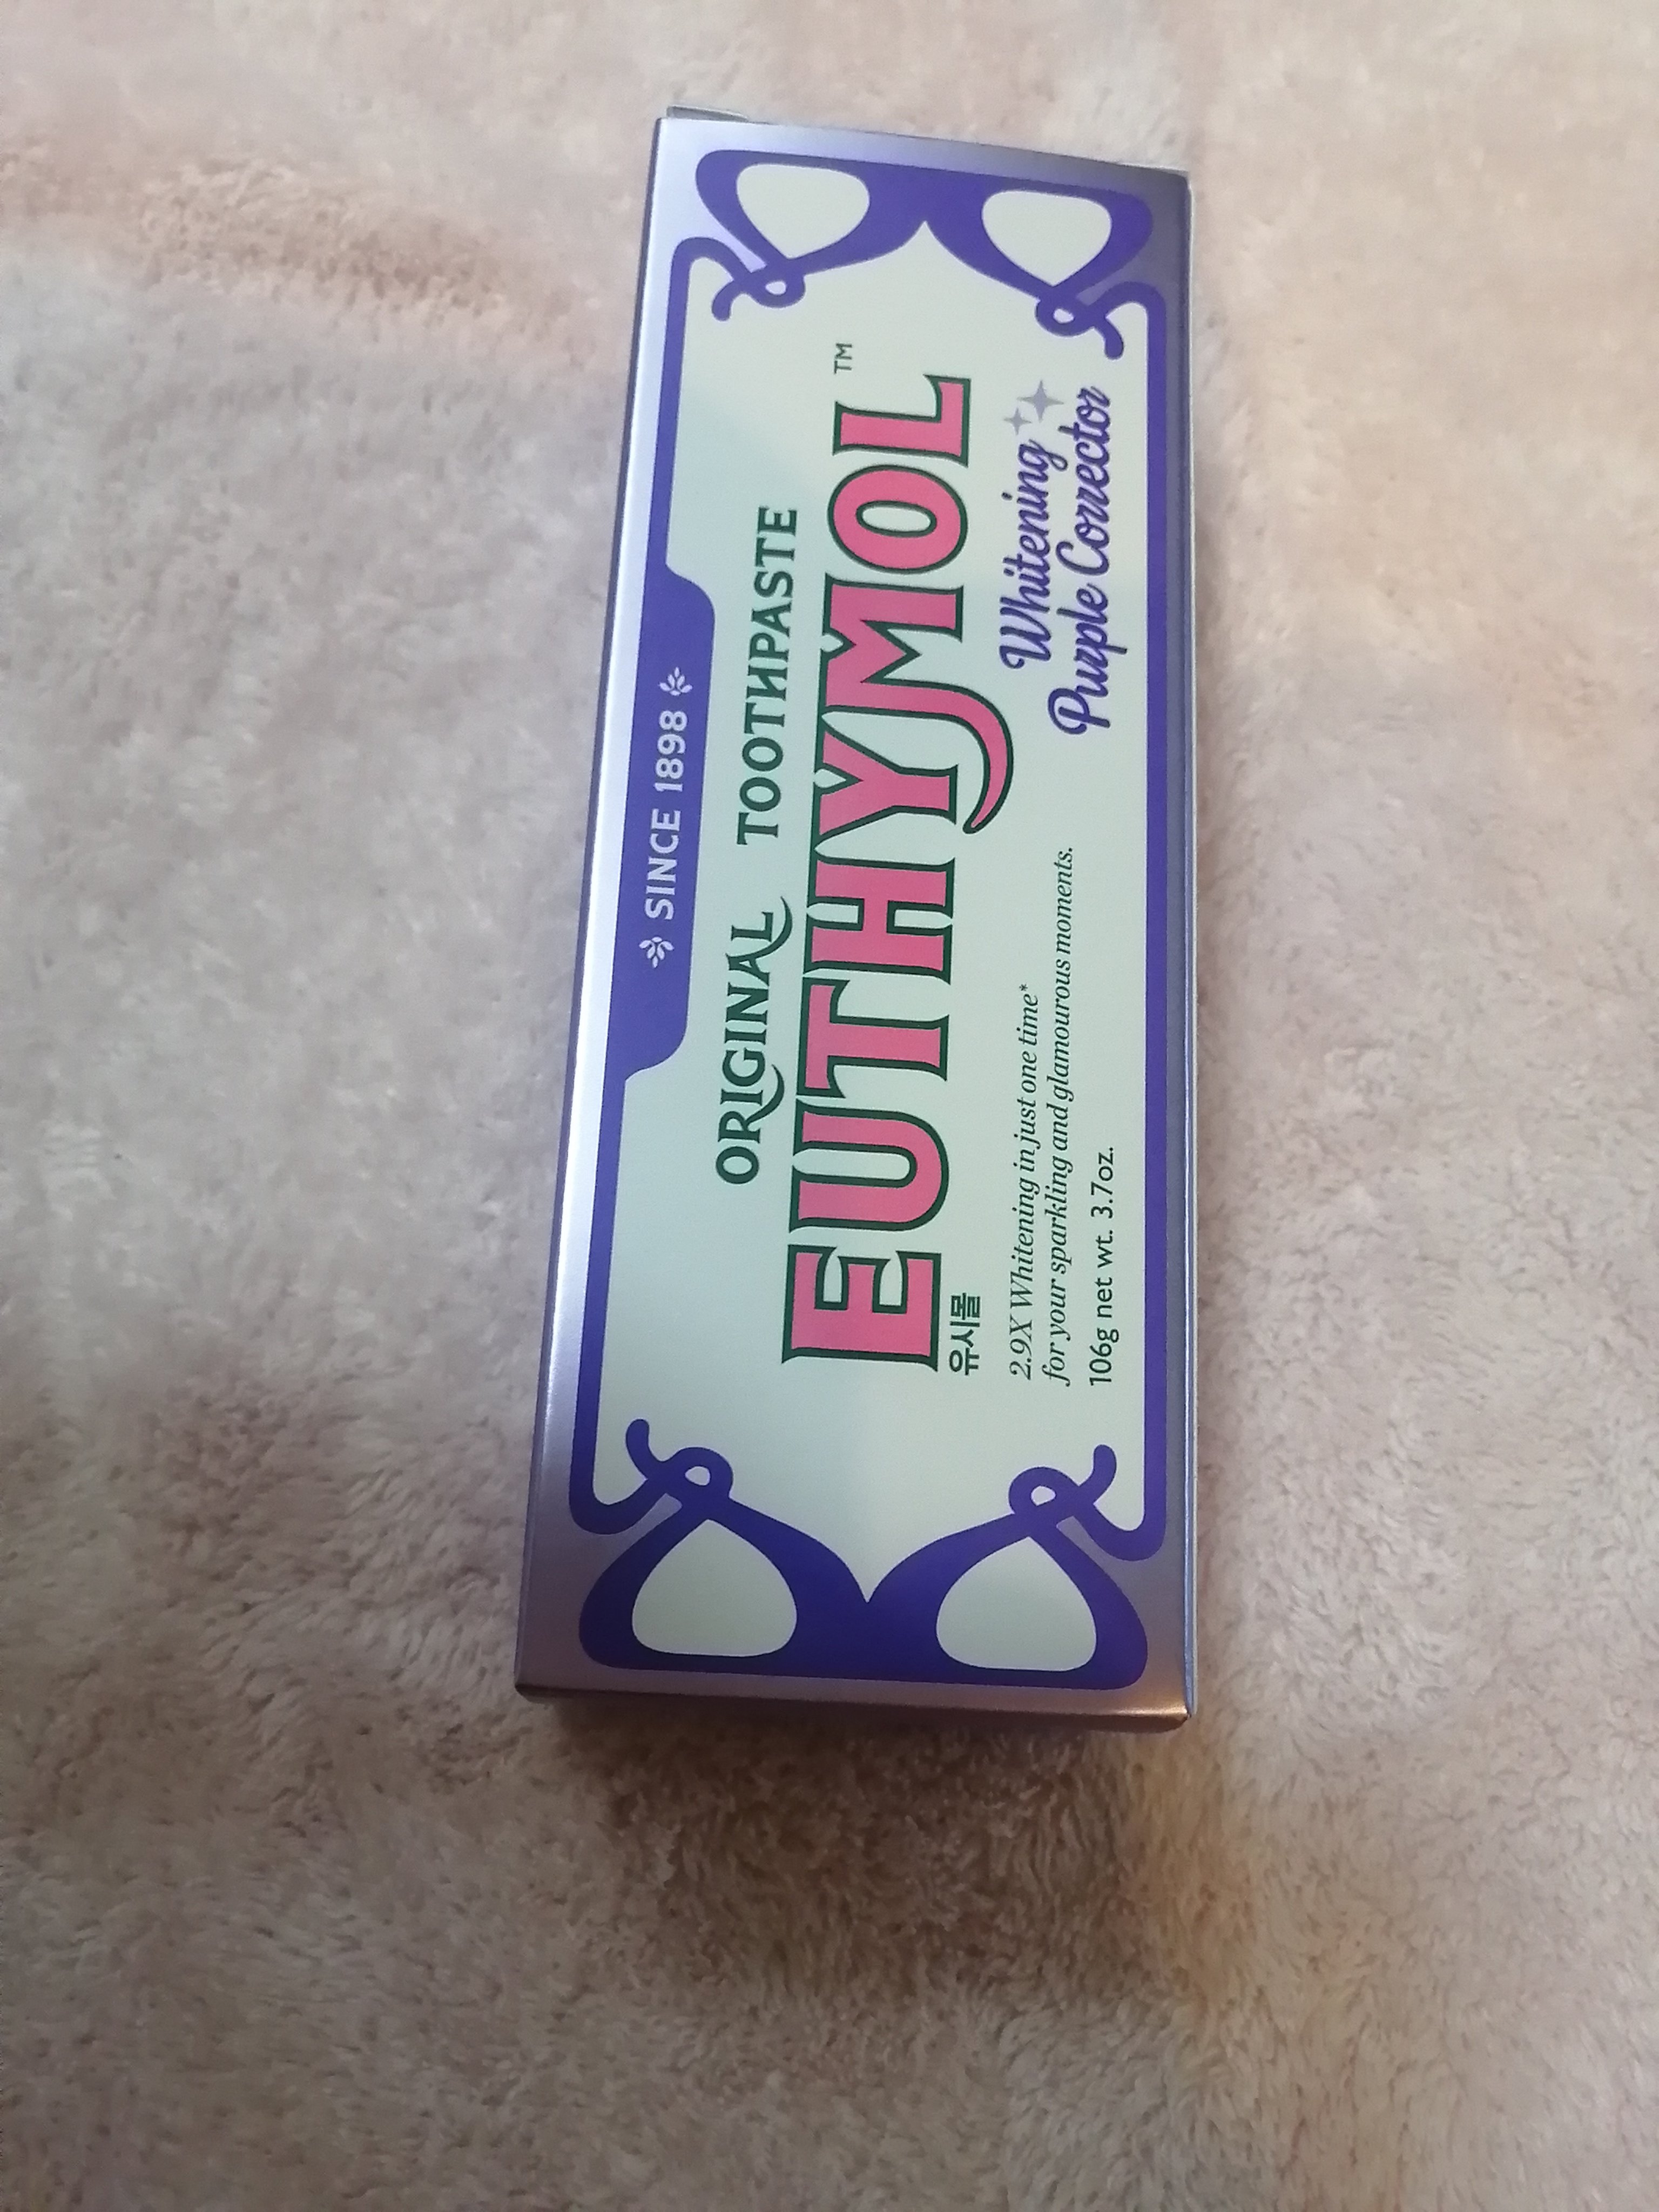 SINCE 1898
ORIGINAL TOOTHPASTE
EUTHYMOL™
유시몰
Whitening
Purple Corrector
2.9X Whitening in just one time*
for your sparkling and glamourous moments.
106g net wt. 3.7oz.